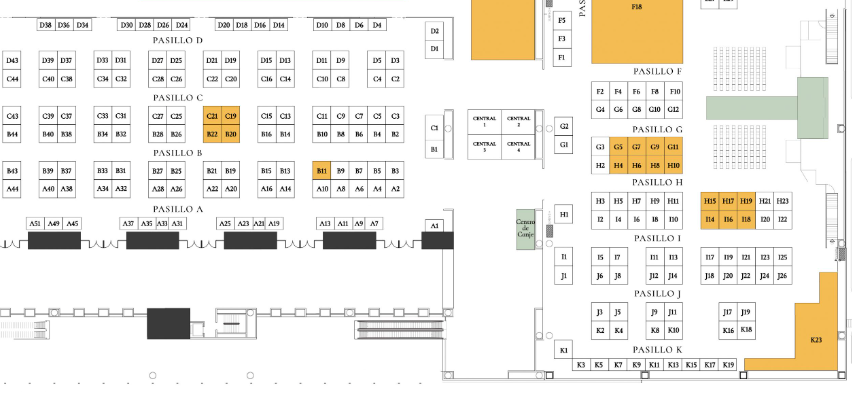 D38 D36 D34 D30 D28 D26 D24 D20 D18 D16 D14 D10 D8 D6 D4
D2
D1
PASILLO D
D43 D39 D37 D33 D31 D27 D25 D21 D19 D15 D13 D11 D9 D5 D3
C44 C40 C38 C34 C32 C28 C26 C22 C20 C16 C14 C10 C8 C4 C2
PASILLO C
C43 C39 C37 C33 C31 C27 C25 C21 C19 C15 C13 C11 C9 C7 C5 C3
B44 B40 B38 B34 B32 B28 B26 B22 B20 B16 B14 B10 B8 B6 B4 B2
C1
B1
PASILLO B
B43 B39 B37 B33 B31 B27 B25 B21 B19 B15 B13 B11 B9 B7 B5 B3
A44 A40 A38 A34 A32 A28 A26 A22 A20 A16 A14 A10 A8 A6 A4 A2
PASILLO A
A51 A49 A45 A37 A35 A33 A31 A25 A23 A21 A19 A13 A11 A9 A7
A1
CENTRAL 1
CENTRAL 2
CENTRAL 3
CENTRAL 4
Centro de Canje
PAS
F18
F5
F3
F1
PASILLO F
F2 F4 F6 F8 F10
G4 G6 G8 G10 G12
G2
G1
PASILLO G
G3 G5 G7 G9 G11
H2 H4 H6 H8 H10
PASILLO H
H1
H3 H5 H7 H9 H11 H15 H17 H19 H21 H23
I2 I4 I6 I8 I10 I14 I16 I18 I20 I22
PASILLO I
I1
J1
I5 I7 I11 I13 I17 I19 I21 I23 I25
J6 J8 J12 J14 J18 J20 J22 J24 J26
PASILLO J
J3 J5 J9 J11 J17 J19
K2 K4 K8 K10 K16 K18
K23
PASILLO K
K1
K3 K5 K7 K9 K11 K13 K15 K17 K19